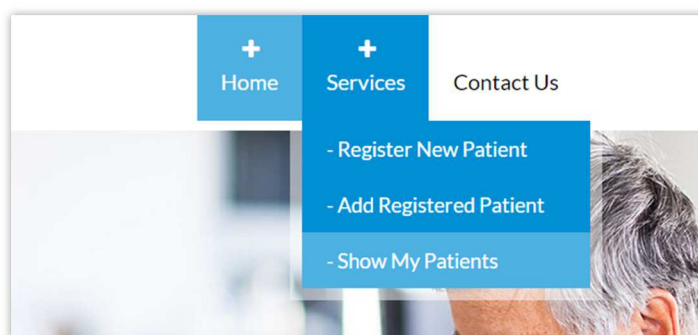 Home
Services
Contact Us
- Register New Patient
- Add Registered Patient
- Show My Patients